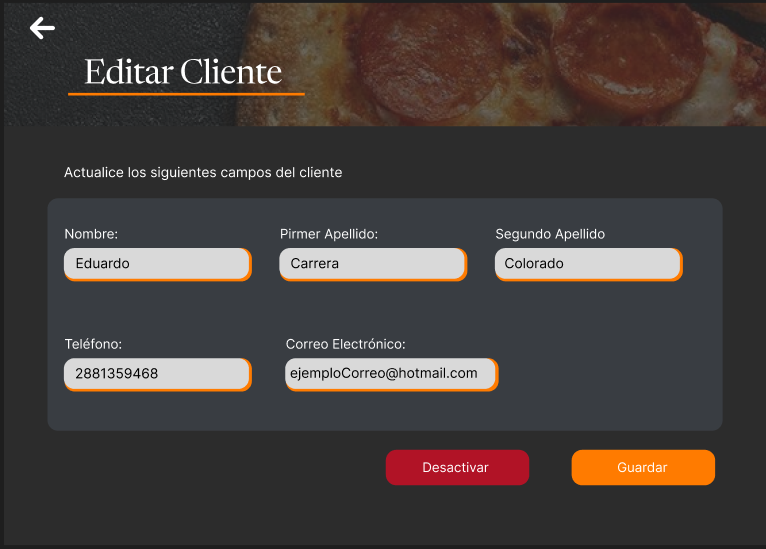 Editar Cliente
Actualice los siguientes campos del cliente
Nombre: Pirmer Apellido: Segundo Apellido
Eduardo Carrera Colorado
Teléfono: Correo Electrónico:
2881359468 ejemploCorreo@hotmail.com
Desactivar Guardar